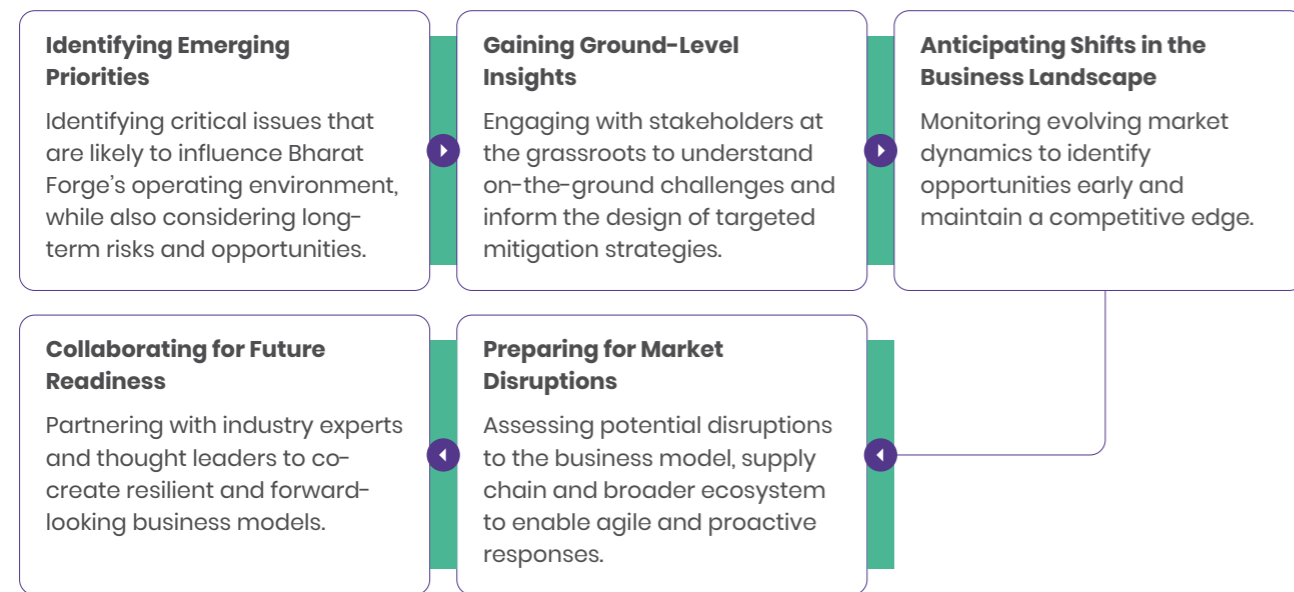 Identifying Emerging
Priorities
Identifying critical issues that
are likely to influence Bharat
Forge's operating environment,
while also considering long-
term risks and opportunities.
Gaining Ground-Level
Insights
Engaging with stakeholders at
the grassroots to understand
on-the-ground challenges and
inform the design of targeted
mitigation strategies.
Anticipating Shifts in the
Business Landscape
Monitoring evolving market
dynamics to identify
opportunities early and
maintain a competitive edge.
Preparing for Market
Disruptions
Assessing potential disruptions
to the business model, supply
chain and broader ecosystem
to enable agile and proactive
responses.
Collaborating for Future
Readiness
Partnering with industry experts
and thought leaders to co-
create resilient and forward-
looking business models.